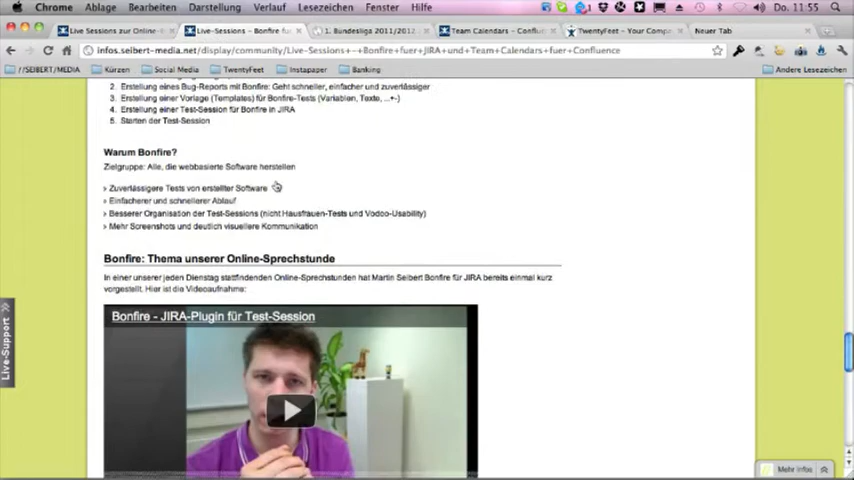 Chrome Ablage Bearbeiten Darstellung Verlauf Lesezeichen Fenster Hilfe Do. 11:55
Live Sessions zur Online- Live-Sessions – Bonfire fu 1. Bundesliga 2011/2012, Team Calendars – Conflue TwentyFeet – Your Compa Neuer Tab
infos.seibert-media.net/display/community/Live-Sessions+-+Bonfire+fuer+JIRA+und+Team+Calendars+fuer+Confluence
//SEIBERT/MEDIA Kürzen Social Media TwentyFeet Instapaper Banking Andere Lesezeichen
2. Erstellung eines Bug-Reports mit Bonfire: Geht schneller, einfacher und zuverlässiger
3. Erstellung einer Vorlage (Templates) für Bonfire-Tests (Variablen, Texte, ...+-)
4. Erstellung einer Test-Session für Bonfire in JIRA
5. Starten der Test-Session
Warum Bonfire?
Zielgruppe: Alle, die webbasierte Software herstellen
› Zuverlässigere Tests von erstellter Software
› Einfacherer und schnellerer Ablauf
› Besserer Organisation der Test-Sessions (nicht Hausfrauen-Tests und Vodoo-Usability)
› Mehr Screenshots und deutlich visuellere Kommunikation
Bonfire: Thema unserer Online-Sprechstunde
In einer unserer jeden Dienstag stattfindenden Online-Sprechstunden hat Martin Seibert Bonfire für JIRA bereits einmal kurz
vorgestellt. Hier ist die Videoaufnahme:
Bonfire - JIRA-Plugin für Test-Session
Live-Support
Mehr Infos